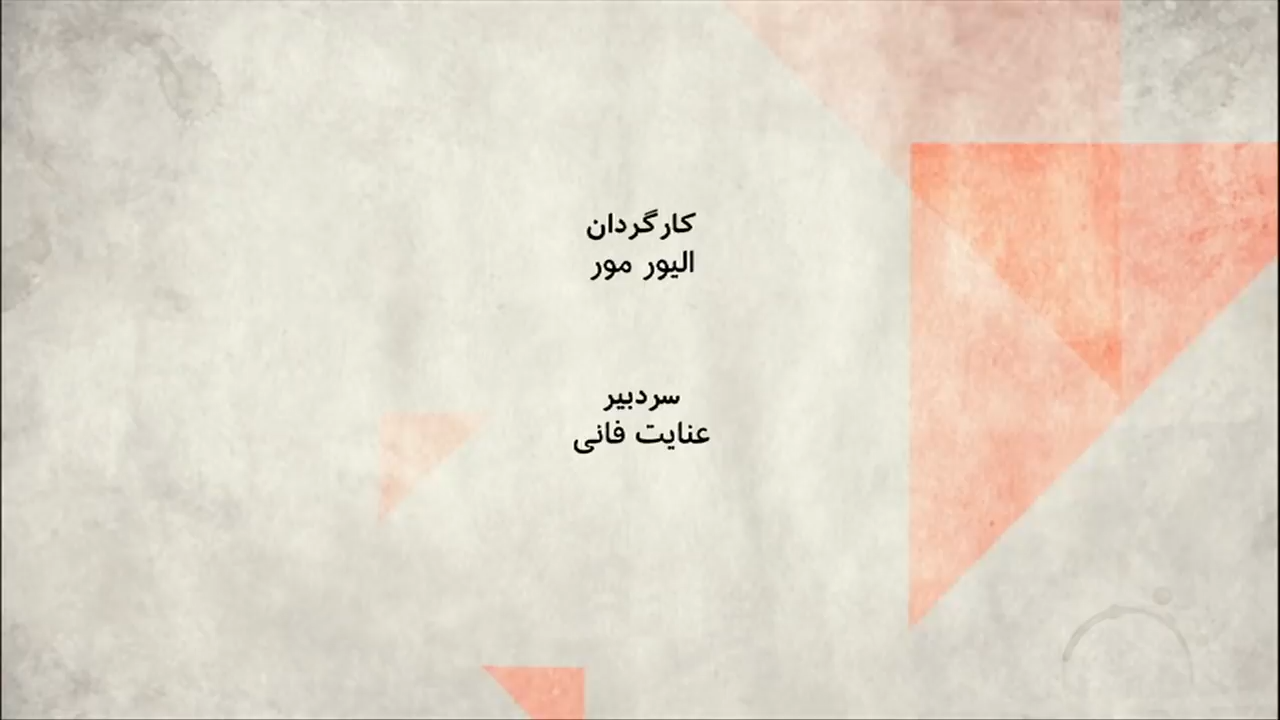 کارگردان
الیور مور
سردبیر
عنایت فانی